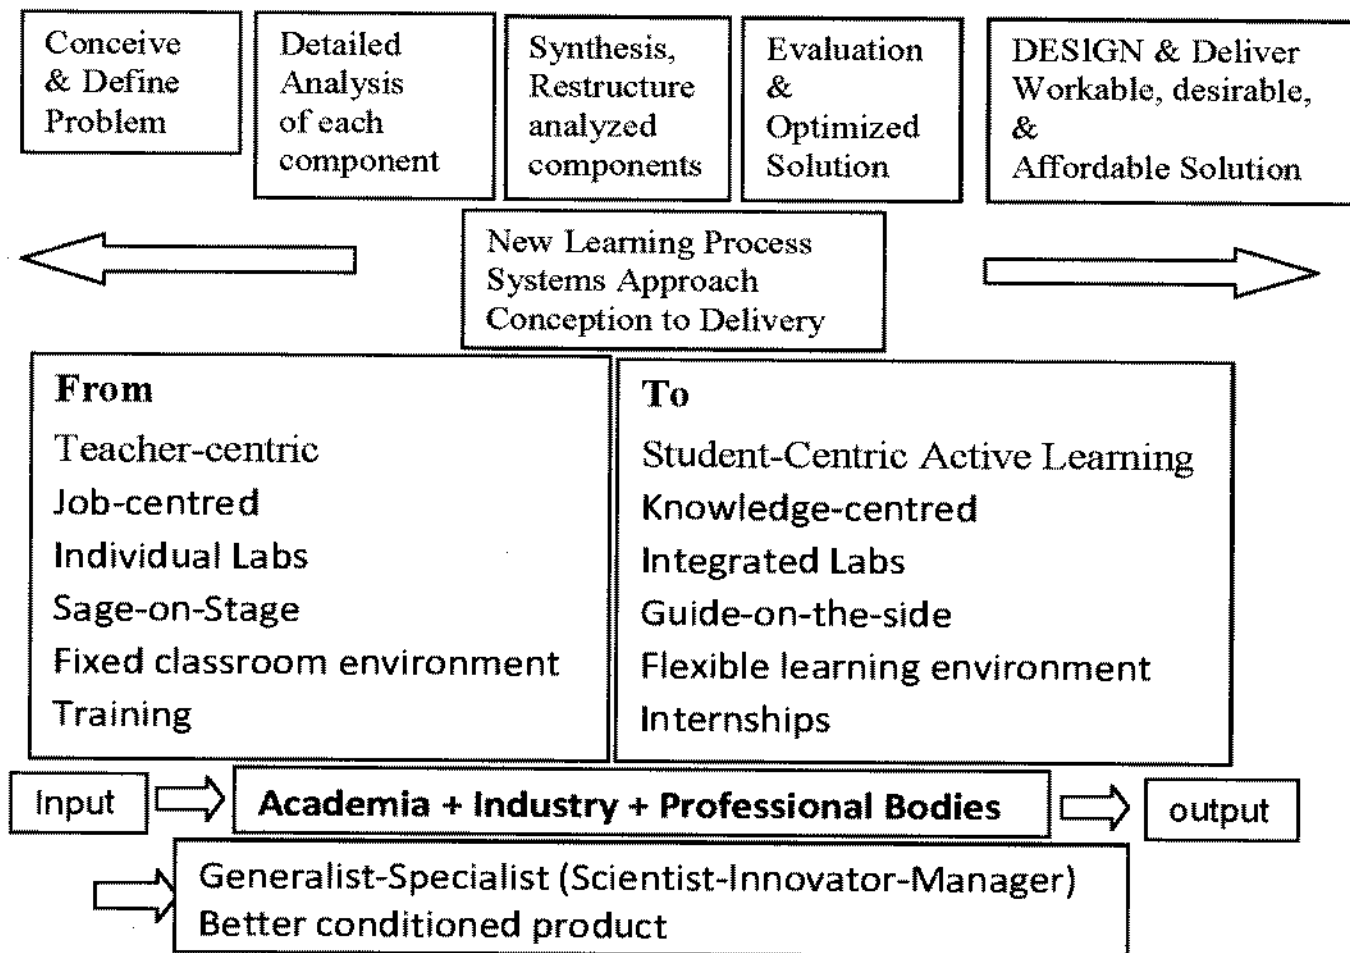 Conceive
& Define
Problem
Detailed
Analysis
of each
component
Synthesis,
Restructure
analyzed
components
Evaluation
&
Optimized
Solution
DESIGN & Deliver
Workable, desirable,
&
Affordable Solution
New Learning Process
Systems Approach
Conception to Delivery
From
Teacher-centric
Job-centred
Individual Labs
Sage-on-Stage
Fixed classroom environment
Training
To
Student-Centric Active Learning
Knowledge-centred
Integrated Labs
Guide-on-the-side
Flexible learning environment
Internships
Input
Academia + Industry + Professional Bodies
output
Generalist-Specialist (Scientist-Innovator-Manager)
Better conditioned product